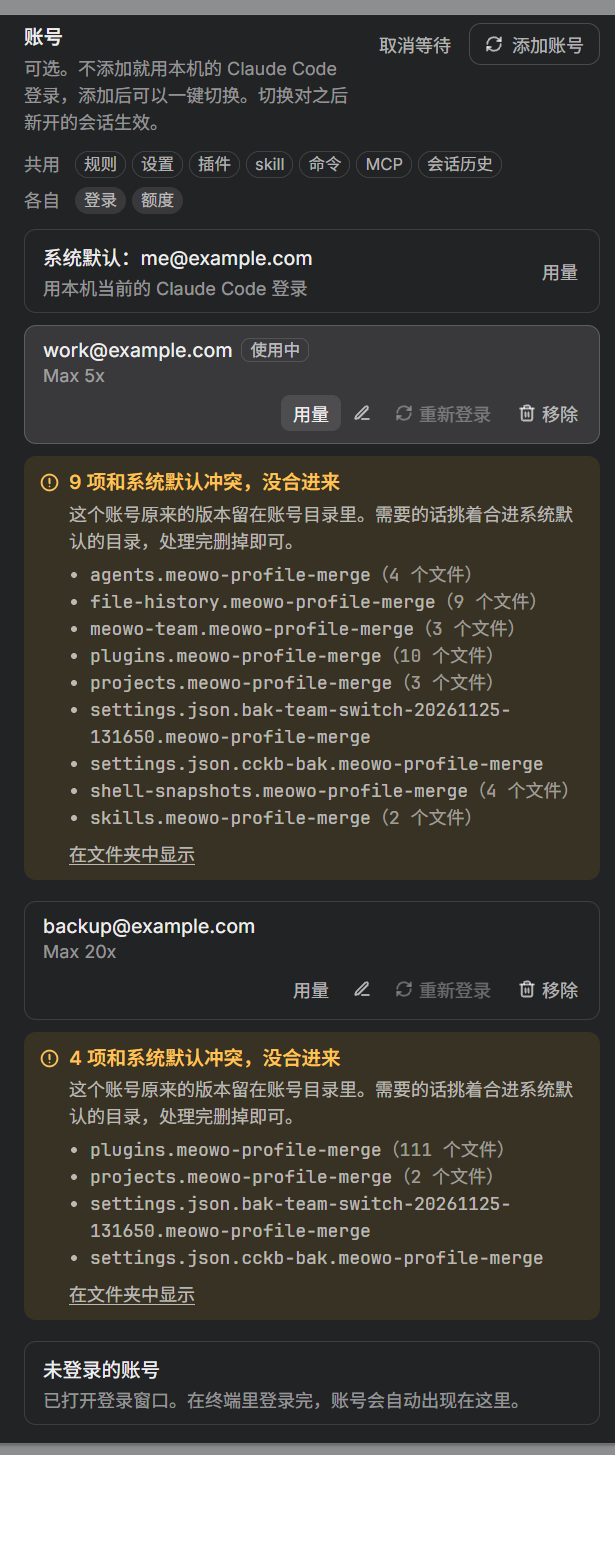 账号
取消等待
添加账号
可选。不添加就用本机的 Claude Code
登录，添加后可以一键切换。切换对之后
新开的会话生效。
共用 规则 设置 插件 skill 命令 MCP 会话历史
各自 登录 额度
系统默认：me@example.com
用本机当前的 Claude Code 登录
用量
work@example.com 使用中
Max 5x
用量 重新登录 移除
9 项和系统默认冲突，没合进来
这个账号原来的版本留在账号目录里。需要的话挑着合进系统默
认的目录，处理完删掉即可。
• agents.meowo-profile-merge（4 个文件）
• file-history.meowo-profile-merge（9 个文件）
• meowo-team.meowo-profile-merge（3 个文件）
• plugins.meowo-profile-merge（10 个文件）
• projects.meowo-profile-merge（3 个文件）
• settings.json.bak-team-switch-20261125-
131650.meowo-profile-merge
• settings.json.cckb-bak.meowo-profile-merge
• shell-snapshots.meowo-profile-merge（4 个文件）
• skills.meowo-profile-merge（2 个文件）
在文件夹中显示
backup@example.com
Max 20x
用量 重新登录 移除
4 项和系统默认冲突，没合进来
这个账号原来的版本留在账号目录里。需要的话挑着合进系统默
认的目录，处理完删掉即可。
• plugins.meowo-profile-merge（111 个文件）
• projects.meowo-profile-merge（2 个文件）
• settings.json.bak-team-switch-20261125-
131650.meowo-profile-merge
• settings.json.cckb-bak.meowo-profile-merge
在文件夹中显示
未登录的账号
已打开登录窗口。在终端里登录完，账号会自动出现在这里。